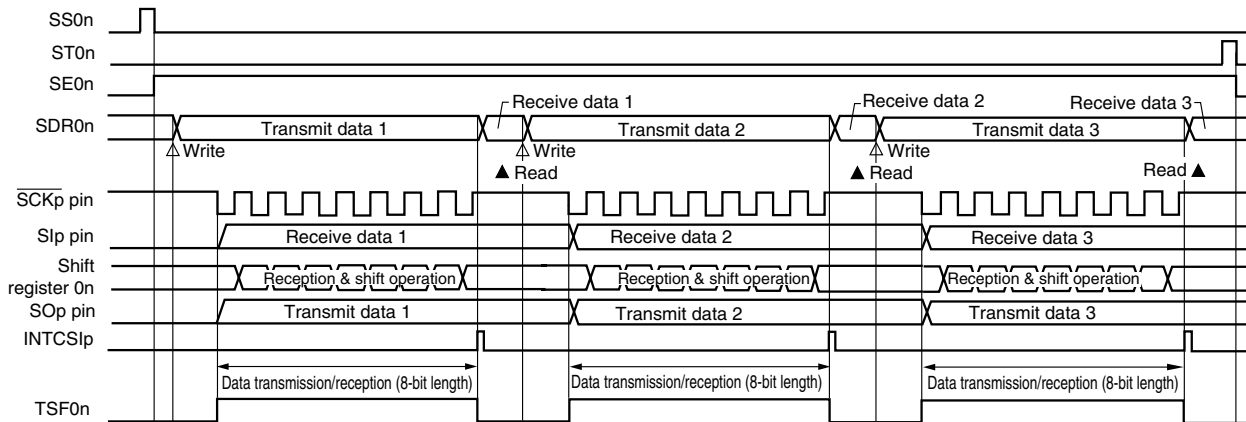 SS0n
ST0n
SE0n
Receive data 1
Receive data 2
Receive data 3
SDR0n
Transmit data 1
Transmit data 2
Transmit data 3
Write
Write
Write
▲ Read
▲ Read
Read ▲
SCKp pin
SIp pin
Receive data 1
Receive data 2
Receive data 3
Shift
register 0n
Reception & shift operation
Reception & shift operation
Reception & shift operation
SOp pin
Transmit data 1
Transmit data 2
Transmit data 3
INTCSIp
Data transmission/reception (8-bit length)
Data transmission/reception (8-bit length)
Data transmission/reception (8-bit length)
TSF0n